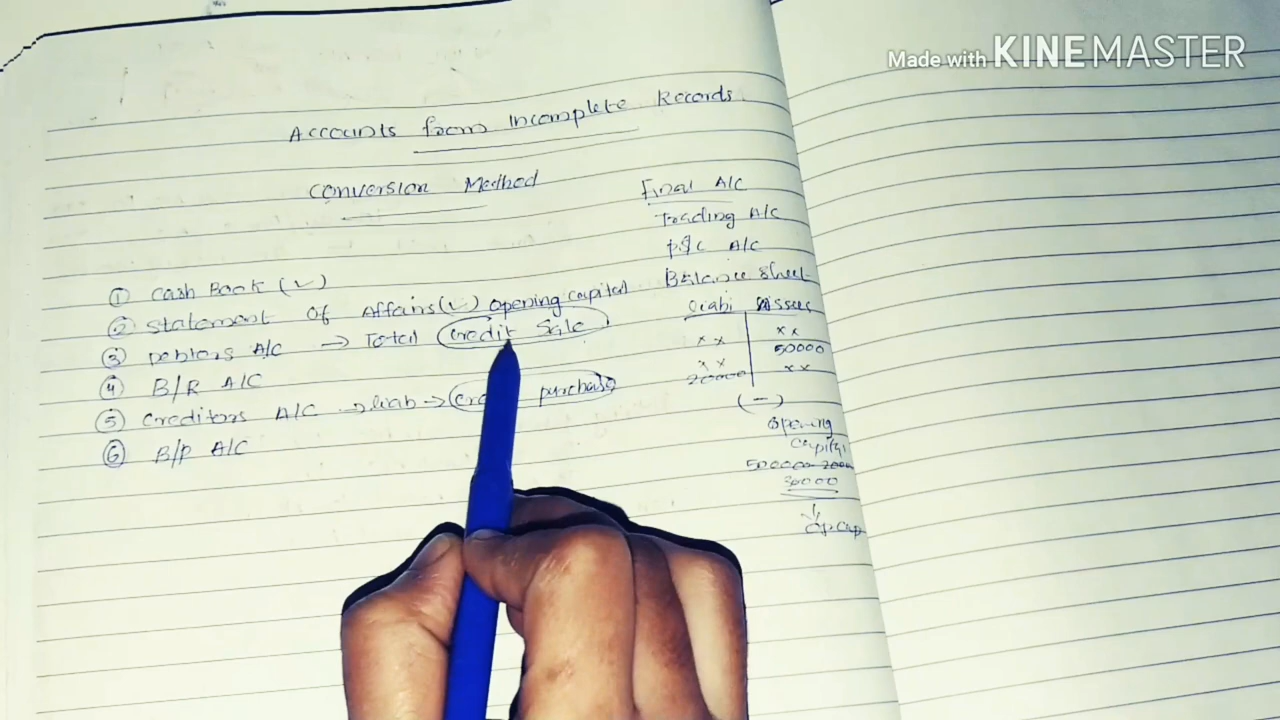 Made with KINEMASTER
Accounts from Incomplete Records.
Conversion Method
① Cash Book (✓)
② Statement of Affairs (✓) opening capital
③ Debtors A/C → Total Credit Sale
④ B/R A/C
⑤ Creditors A/C → liab → purchase
⑥ B/P A/C
Final A/C
Trading A/C
P&L A/C
Balance Sheet
Liabi Assets
x x x x
50000
x x x x
20000
(-)
Opening
Capital
50000-20000
30000
↓
Op.Cap